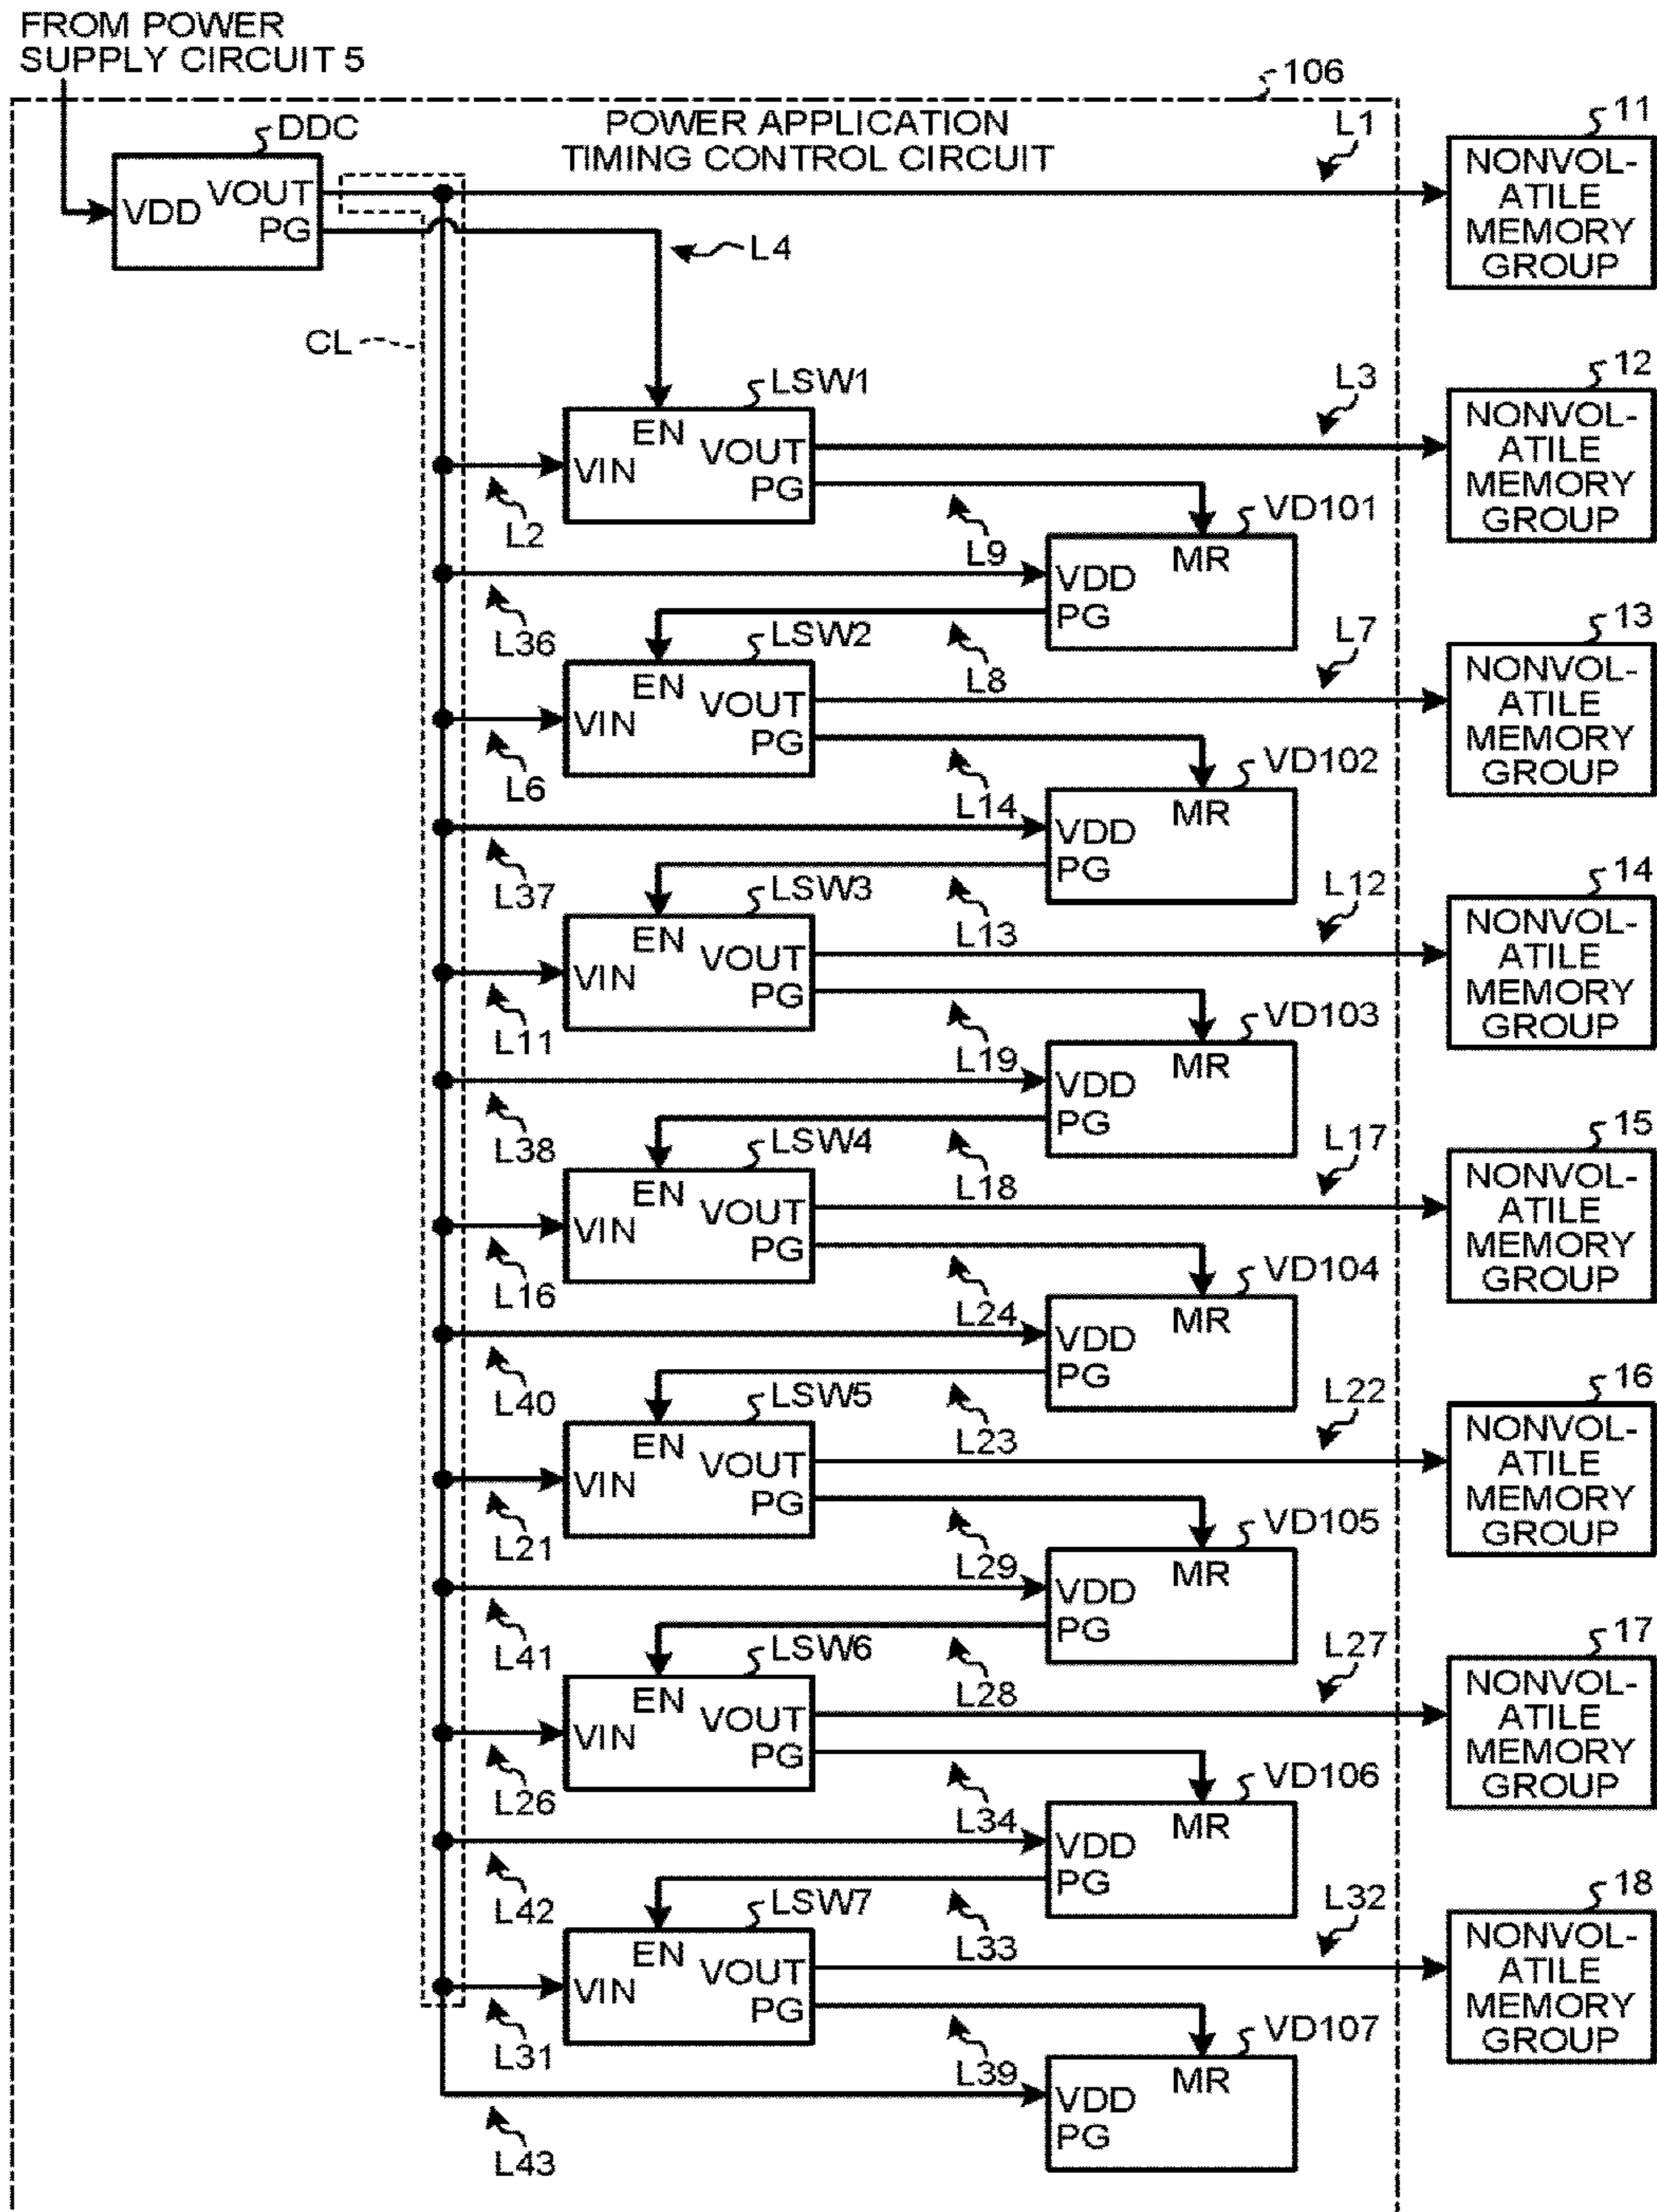 FROM POWER
SUPPLY CIRCUIT 5
106
POWER APPLICATION
TIMING CONTROL CIRCUIT
DDC
VDD
VOUT
PG
L1
11
NONVOL-
ATILE
MEMORY
GROUP
L4
CL
LSW1
EN
VIN
VOUT
PG
L3
12
NONVOL-
ATILE
MEMORY
GROUP
L2
L9
VD101
MR
VDD
PG
L36
L8
LSW2
EN
VIN
VOUT
PG
L7
13
NONVOL-
ATILE
MEMORY
GROUP
L6
L14
VD102
MR
VDD
PG
L37
L13
LSW3
EN
VIN
VOUT
PG
L12
14
NONVOL-
ATILE
MEMORY
GROUP
L11
L19
VD103
MR
VDD
PG
L38
L18
LSW4
EN
VIN
VOUT
PG
L17
15
NONVOL-
ATILE
MEMORY
GROUP
L16
L24
VD104
MR
VDD
PG
L40
L23
LSW5
EN
VIN
VOUT
PG
L22
16
NONVOL-
ATILE
MEMORY
GROUP
L21
L29
VD105
MR
VDD
PG
L41
L28
LSW6
EN
VIN
VOUT
PG
L27
17
NONVOL-
ATILE
MEMORY
GROUP
L26
L34
VD106
MR
VDD
PG
L42
L33
LSW7
EN
VIN
VOUT
PG
L32
18
NONVOL-
ATILE
MEMORY
GROUP
L31
L39
VD107
MR
VDD
PG
L43